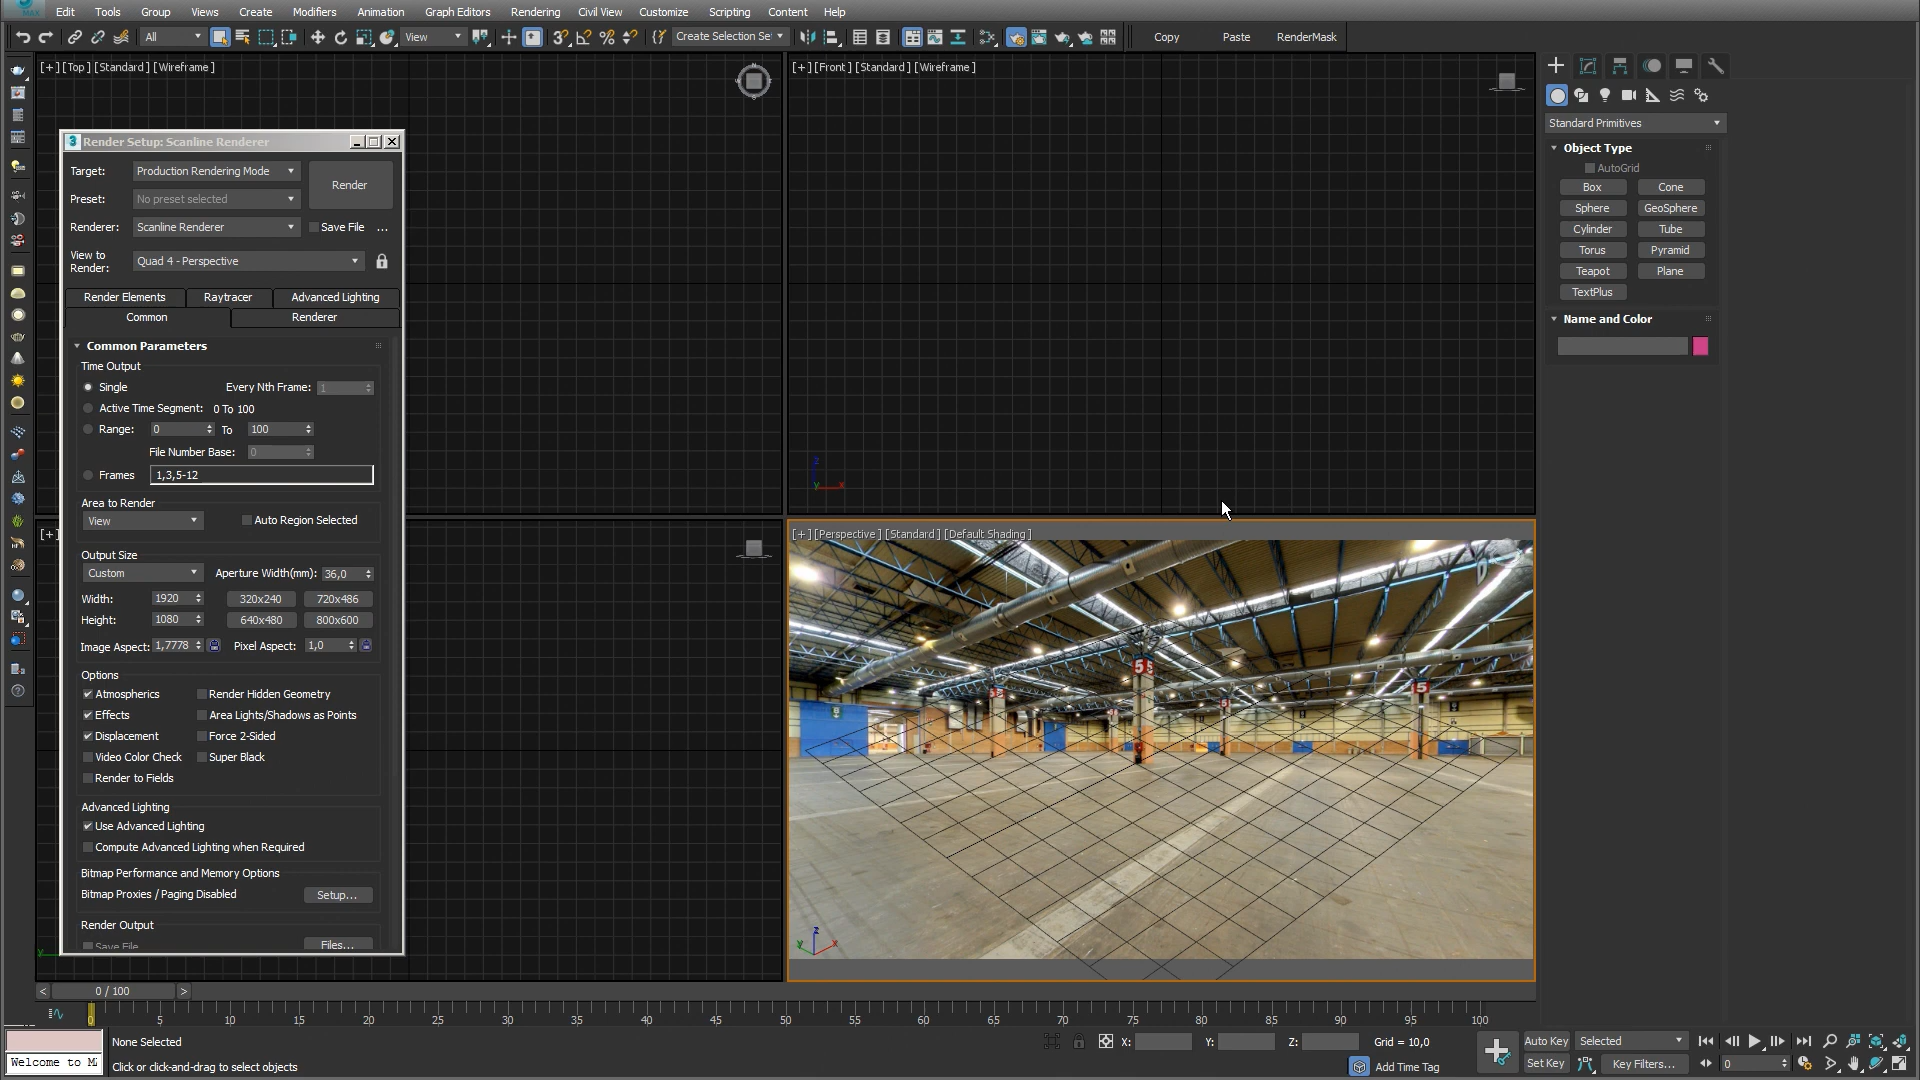 Edit Tools Group Views Create Modifiers Animation Graph Editors Rendering Civil View Customize Scripting Content Help
All View Create Selection Se Copy Paste RenderMask
[+] [Top] [Standard] [Wireframe]
[+] [Front] [Standard] [Wireframe]
Standard Primitives
Object Type
AutoGrid
Box Cone
Sphere GeoSphere
Cylinder Tube
Torus Pyramid
Teapot Plane
TextPlus
Name and Color
3 Render Setup: Scanline Renderer
Target: Production Rendering Mode
Render
Preset: No preset selected
Renderer: Scanline Renderer Save File ...
View to
Render: Quad 4 - Perspective
Render Elements Raytracer Advanced Lighting
Common Renderer
Common Parameters
Time Output
Single Every Nth Frame: 1
Active Time Segment: 0 To 100
Range: 0 To 100
File Number Base: 0
Frames 1,3,5-12
Area to Render
View Auto Region Selected
Output Size
Custom Aperture Width(mm): 36,0
Width: 1920 320x240 720x486
Height: 1080 640x480 800x600
Image Aspect: 1,7778 Pixel Aspect: 1,0
Options
Atmospherics Render Hidden Geometry
Effects Area Lights/Shadows as Points
Displacement Force 2-Sided
Video Color Check Super Black
Render to Fields
Advanced Lighting
Use Advanced Lighting
Compute Advanced Lighting when Required
Bitmap Performance and Memory Options
Bitmap Proxies / Paging Disabled Setup...
Render Output
Save File Files...
z
y x
[+]
[+] [Perspective] [Standard] [Default Shading]
5 5
5
5
z
y x
y
< 0 / 100 >
0 5 10 15 20 25 30 35 40 45 50 55 60 65 70 75 80 85 90 95 100
None Selected X: Y: Z: Grid = 10,0 Auto Key Selected
Welcome to M Click or click-and-drag to select objects Add Time Tag Set Key Key Filters... 0